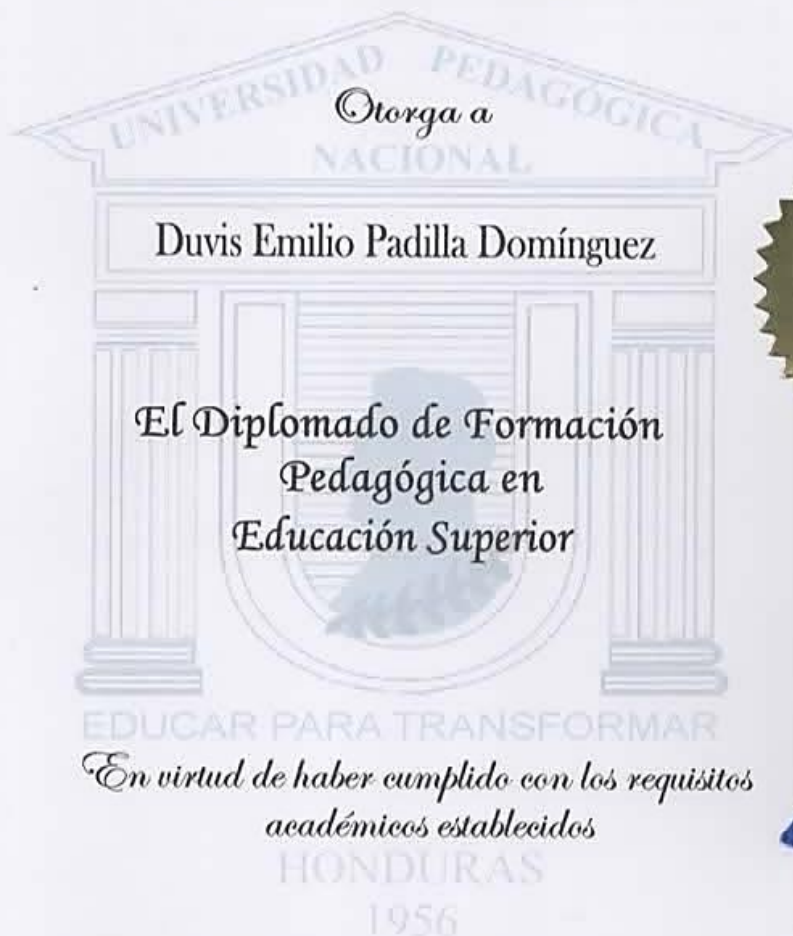 UNIVERSIDAD PEDAGÓGICA
Otorga a
NACIONAL
Duvis Emilio Padilla Domínguez
El Diplomado de Formación
Pedagógica en
Educación Superior
EDUCAR PARA TRANSFORMAR
En virtud de haber cumplido con los requisitos
académicos establecidos
HONDURAS
1956